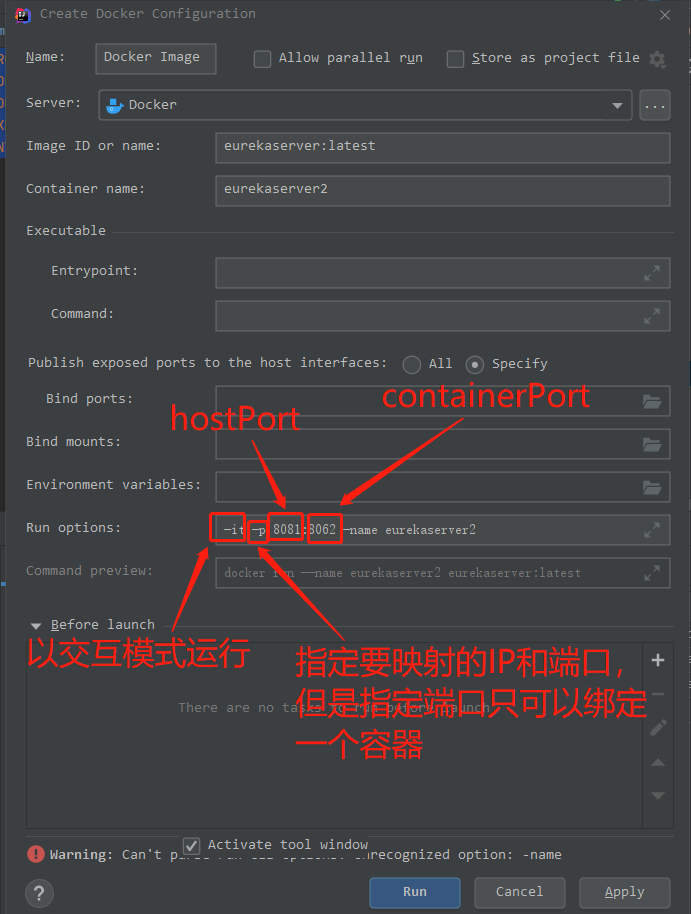 Create Docker Configuration
Name: Docker Image Allow parallel run Store as project file
Server: Docker ...
Image ID or name: eurekaserver:latest
Container name: eurekaserver2
Executable
Entrypoint:
Command:
Publish exposed ports to the host interfaces: All Specify
containerPort
Bind ports:
hostPort
Bind mounts:
Environment variables:
Run options: -it -p 8081:8062 -name eurekaserver2
Command preview: docker run --name eurekaserver2 eurekaserver:latest
Before launch
以交互模式运行
指定要映射的IP和端口，
但是指定端口只可以绑定
一个容器
There are no tasks to run before launch
Activate tool window
Warning: Can't parse run cli options: unrecognized option: -name
? Run Cancel Apply